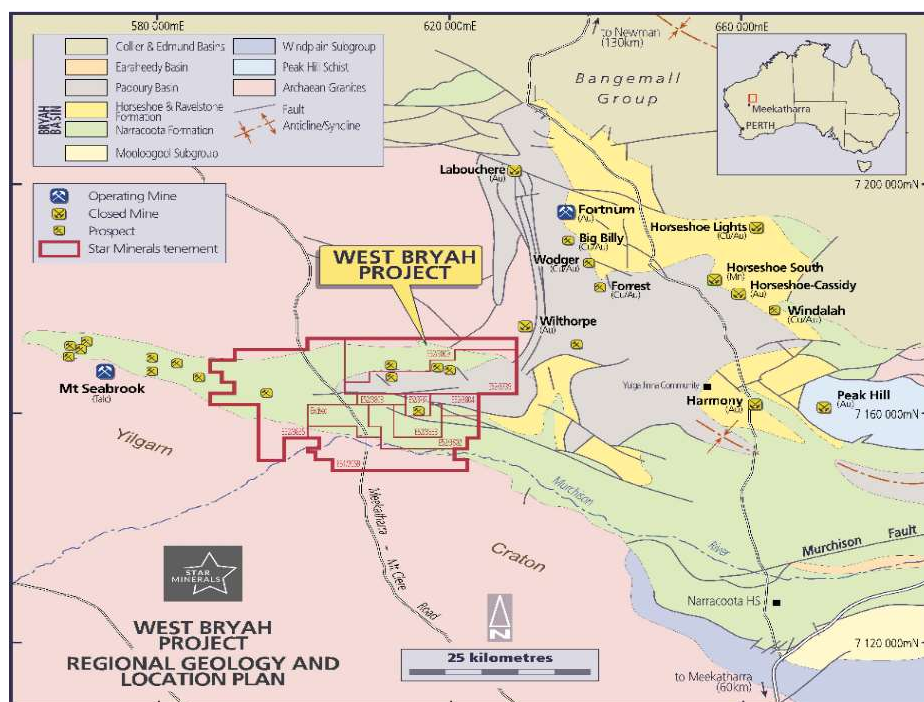 580 000mE
620 000mE
660 000mE
to Newman
(130km)
Collier & Edmund Basins
Earaheedy Basin
Padbury Basin
BRYAH
BASIN
Horseshoe & Ravelstone
Formation
Narracoota Formation
Mooloogool Subgroup
Windplain Subgroup
Peak Hill Schist
Archaean Granites
Fault
Anticline/Syncline
Bangemall
Group
Meekatharra
PERTH
Operating Mine
Closed Mine
Prospect
Star Minerals tenement
7 200 000mN
Labouchere
(Au)
Fortnum
(Au)
Big Billy
(Cu/Au)
Wodger
(Cu/Au)
Forrest
(Cu/Au)
Horseshoe Lights
(Cu/Au)
Horseshoe South
(Mn)
Horseshoe-Cassidy
(Au)
Windalah
(Cu/Au)
WEST BRYAH
PROJECT
Wilthorpe
(Au)
Mt Seabrook
(Talc)
Harmony
(Au)
Peak Hill
(Au)
7 160 000mN
Yilgarn
Craton
Murchison
River
Murchison Fault
Meekatharra – Mt Clere Road
Narracoota HS
STAR
MINERALS
WEST BRYAH
PROJECT
REGIONAL GEOLOGY AND
LOCATION PLAN
N
25 kilometres
7 120 000mN
to Meekatharra
(60km)